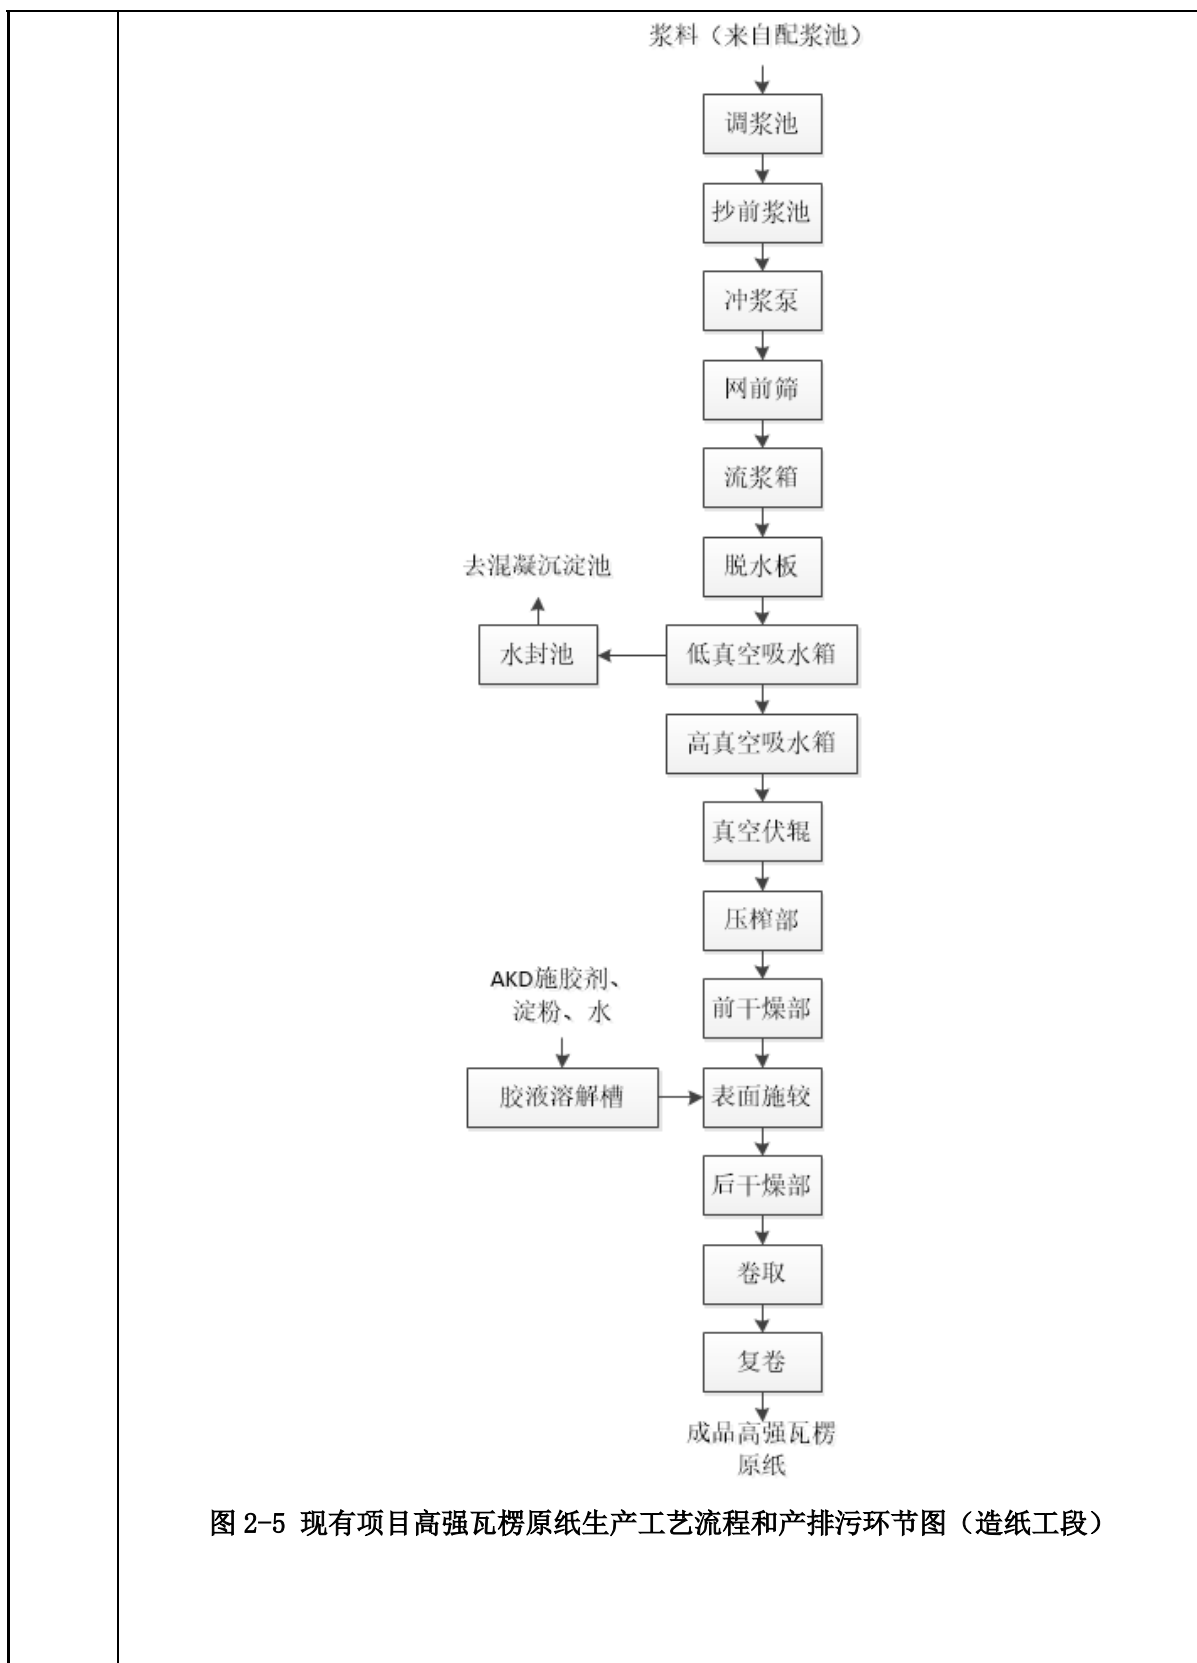 浆料（来自配浆池）
调浆池
抄前浆池
冲浆泵
网前筛
流浆箱
脱水板
去混凝沉淀池
水封池
低真空吸水箱
高真空吸水箱
真空伏辊
压榨部
AKD施胶剂、
淀粉、水
前干燥部
胶液溶解槽
表面施较
后干燥部
卷取
复卷
成品高强瓦楞
原纸
图 2-5 现有项目高强瓦楞原纸生产工艺流程和产排污环节图（造纸工段）